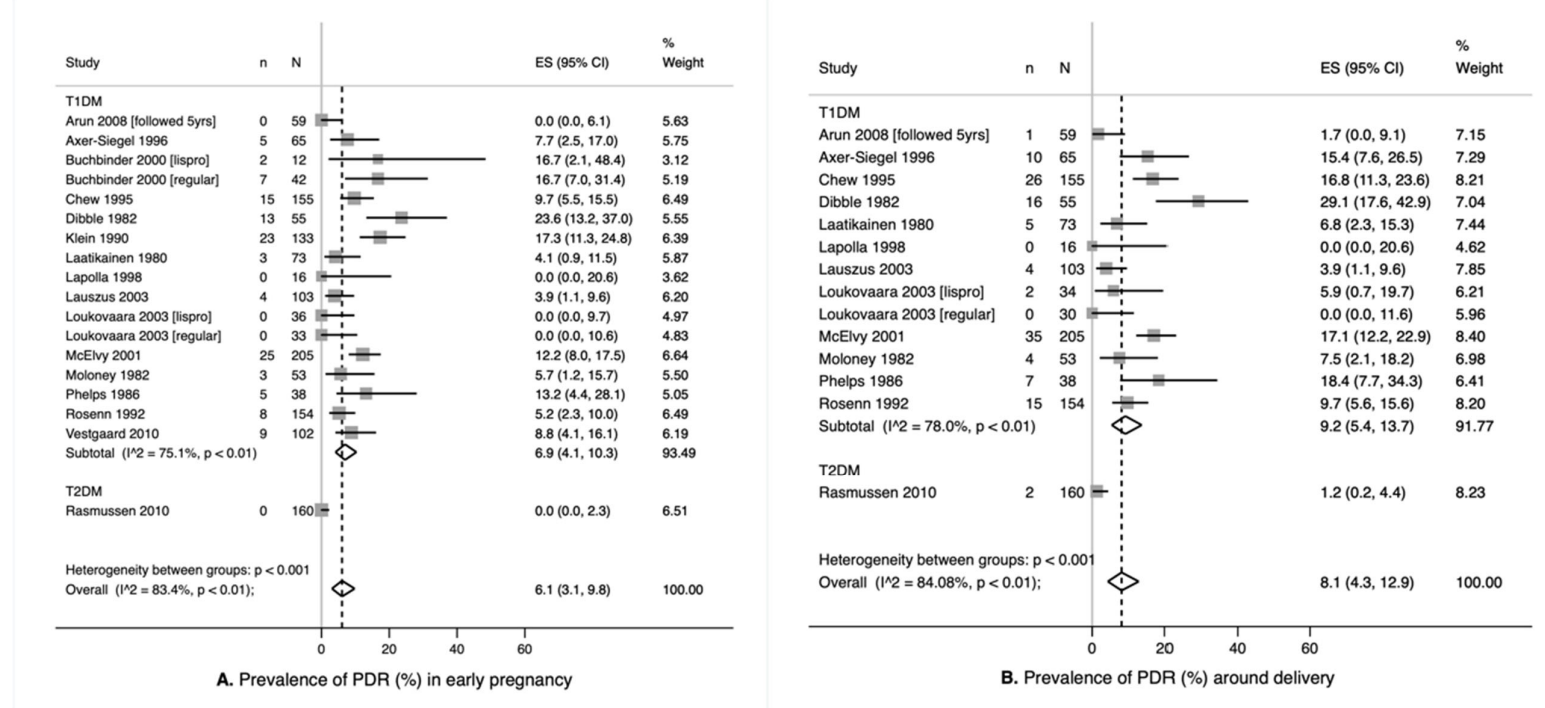 %
Study n N ES (95% CI) Weight
T1DM
Arun 2008 [followed 5yrs] 0 59 0.0 (0.0, 6.1) 5.63
Axer-Siegel 1996 5 65 7.7 (2.5, 17.0) 5.75
Buchbinder 2000 [lispro] 2 12 16.7 (2.1, 48.4) 3.12
Buchbinder 2000 [regular] 7 42 16.7 (7.0, 31.4) 5.19
Chew 1995 15 155 9.7 (5.5, 15.5) 6.49
Dibble 1982 13 55 23.6 (13.2, 37.0) 5.55
Klein 1990 23 133 17.3 (11.3, 24.8) 6.39
Laatikainen 1980 3 73 4.1 (0.9, 11.5) 5.87
Lapolla 1998 0 16 0.0 (0.0, 20.6) 3.62
Lauszus 2003 4 103 3.9 (1.1, 9.6) 6.20
Loukovaara 2003 [lispro] 0 36 0.0 (0.0, 9.7) 4.97
Loukovaara 2003 [regular] 0 33 0.0 (0.0, 10.6) 4.83
McElvy 2001 25 205 12.2 (8.0, 17.5) 6.64
Moloney 1982 3 53 5.7 (1.2, 15.7) 5.50
Phelps 1986 5 38 13.2 (4.4, 28.1) 5.05
Rosenn 1992 8 154 5.2 (2.3, 10.0) 6.49
Vestgaard 2010 9 102 8.8 (4.1, 16.1) 6.19
Subtotal (I^2 = 75.1%, p < 0.01) 6.9 (4.1, 10.3) 93.49
T2DM
Rasmussen 2010 0 160 0.0 (0.0, 2.3) 6.51
Heterogeneity between groups: p < 0.001
Overall (I^2 = 83.4%, p < 0.01); 6.1 (3.1, 9.8) 100.00
0 20 40 60
A. Prevalence of PDR (%) in early pregnancy
%
Study n N ES (95% CI) Weight
T1DM
Arun 2008 [followed 5yrs] 1 59 1.7 (0.0, 9.1) 7.15
Axer-Siegel 1996 10 65 15.4 (7.6, 26.5) 7.29
Chew 1995 26 155 16.8 (11.3, 23.6) 8.21
Dibble 1982 16 55 29.1 (17.6, 42.9) 7.04
Laatikainen 1980 5 73 6.8 (2.3, 15.3) 7.44
Lapolla 1998 0 16 0.0 (0.0, 20.6) 4.62
Lauszus 2003 4 103 3.9 (1.1, 9.6) 7.85
Loukovaara 2003 [lispro] 2 34 5.9 (0.7, 19.7) 6.21
Loukovaara 2003 [regular] 0 30 0.0 (0.0, 11.6) 5.96
McElvy 2001 35 205 17.1 (12.2, 22.9) 8.40
Moloney 1982 4 53 7.5 (2.1, 18.2) 6.98
Phelps 1986 7 38 18.4 (7.7, 34.3) 6.41
Rosenn 1992 15 154 9.7 (5.6, 15.6) 8.20
Subtotal (I^2 = 78.0%, p < 0.01) 9.2 (5.4, 13.7) 91.77
T2DM
Rasmussen 2010 2 160 1.2 (0.2, 4.4) 8.23
Heterogeneity between groups: p < 0.001
Overall (I^2 = 84.08%, p < 0.01); 8.1 (4.3, 12.9) 100.00
0 20 40 60
B. Prevalence of PDR (%) around delivery